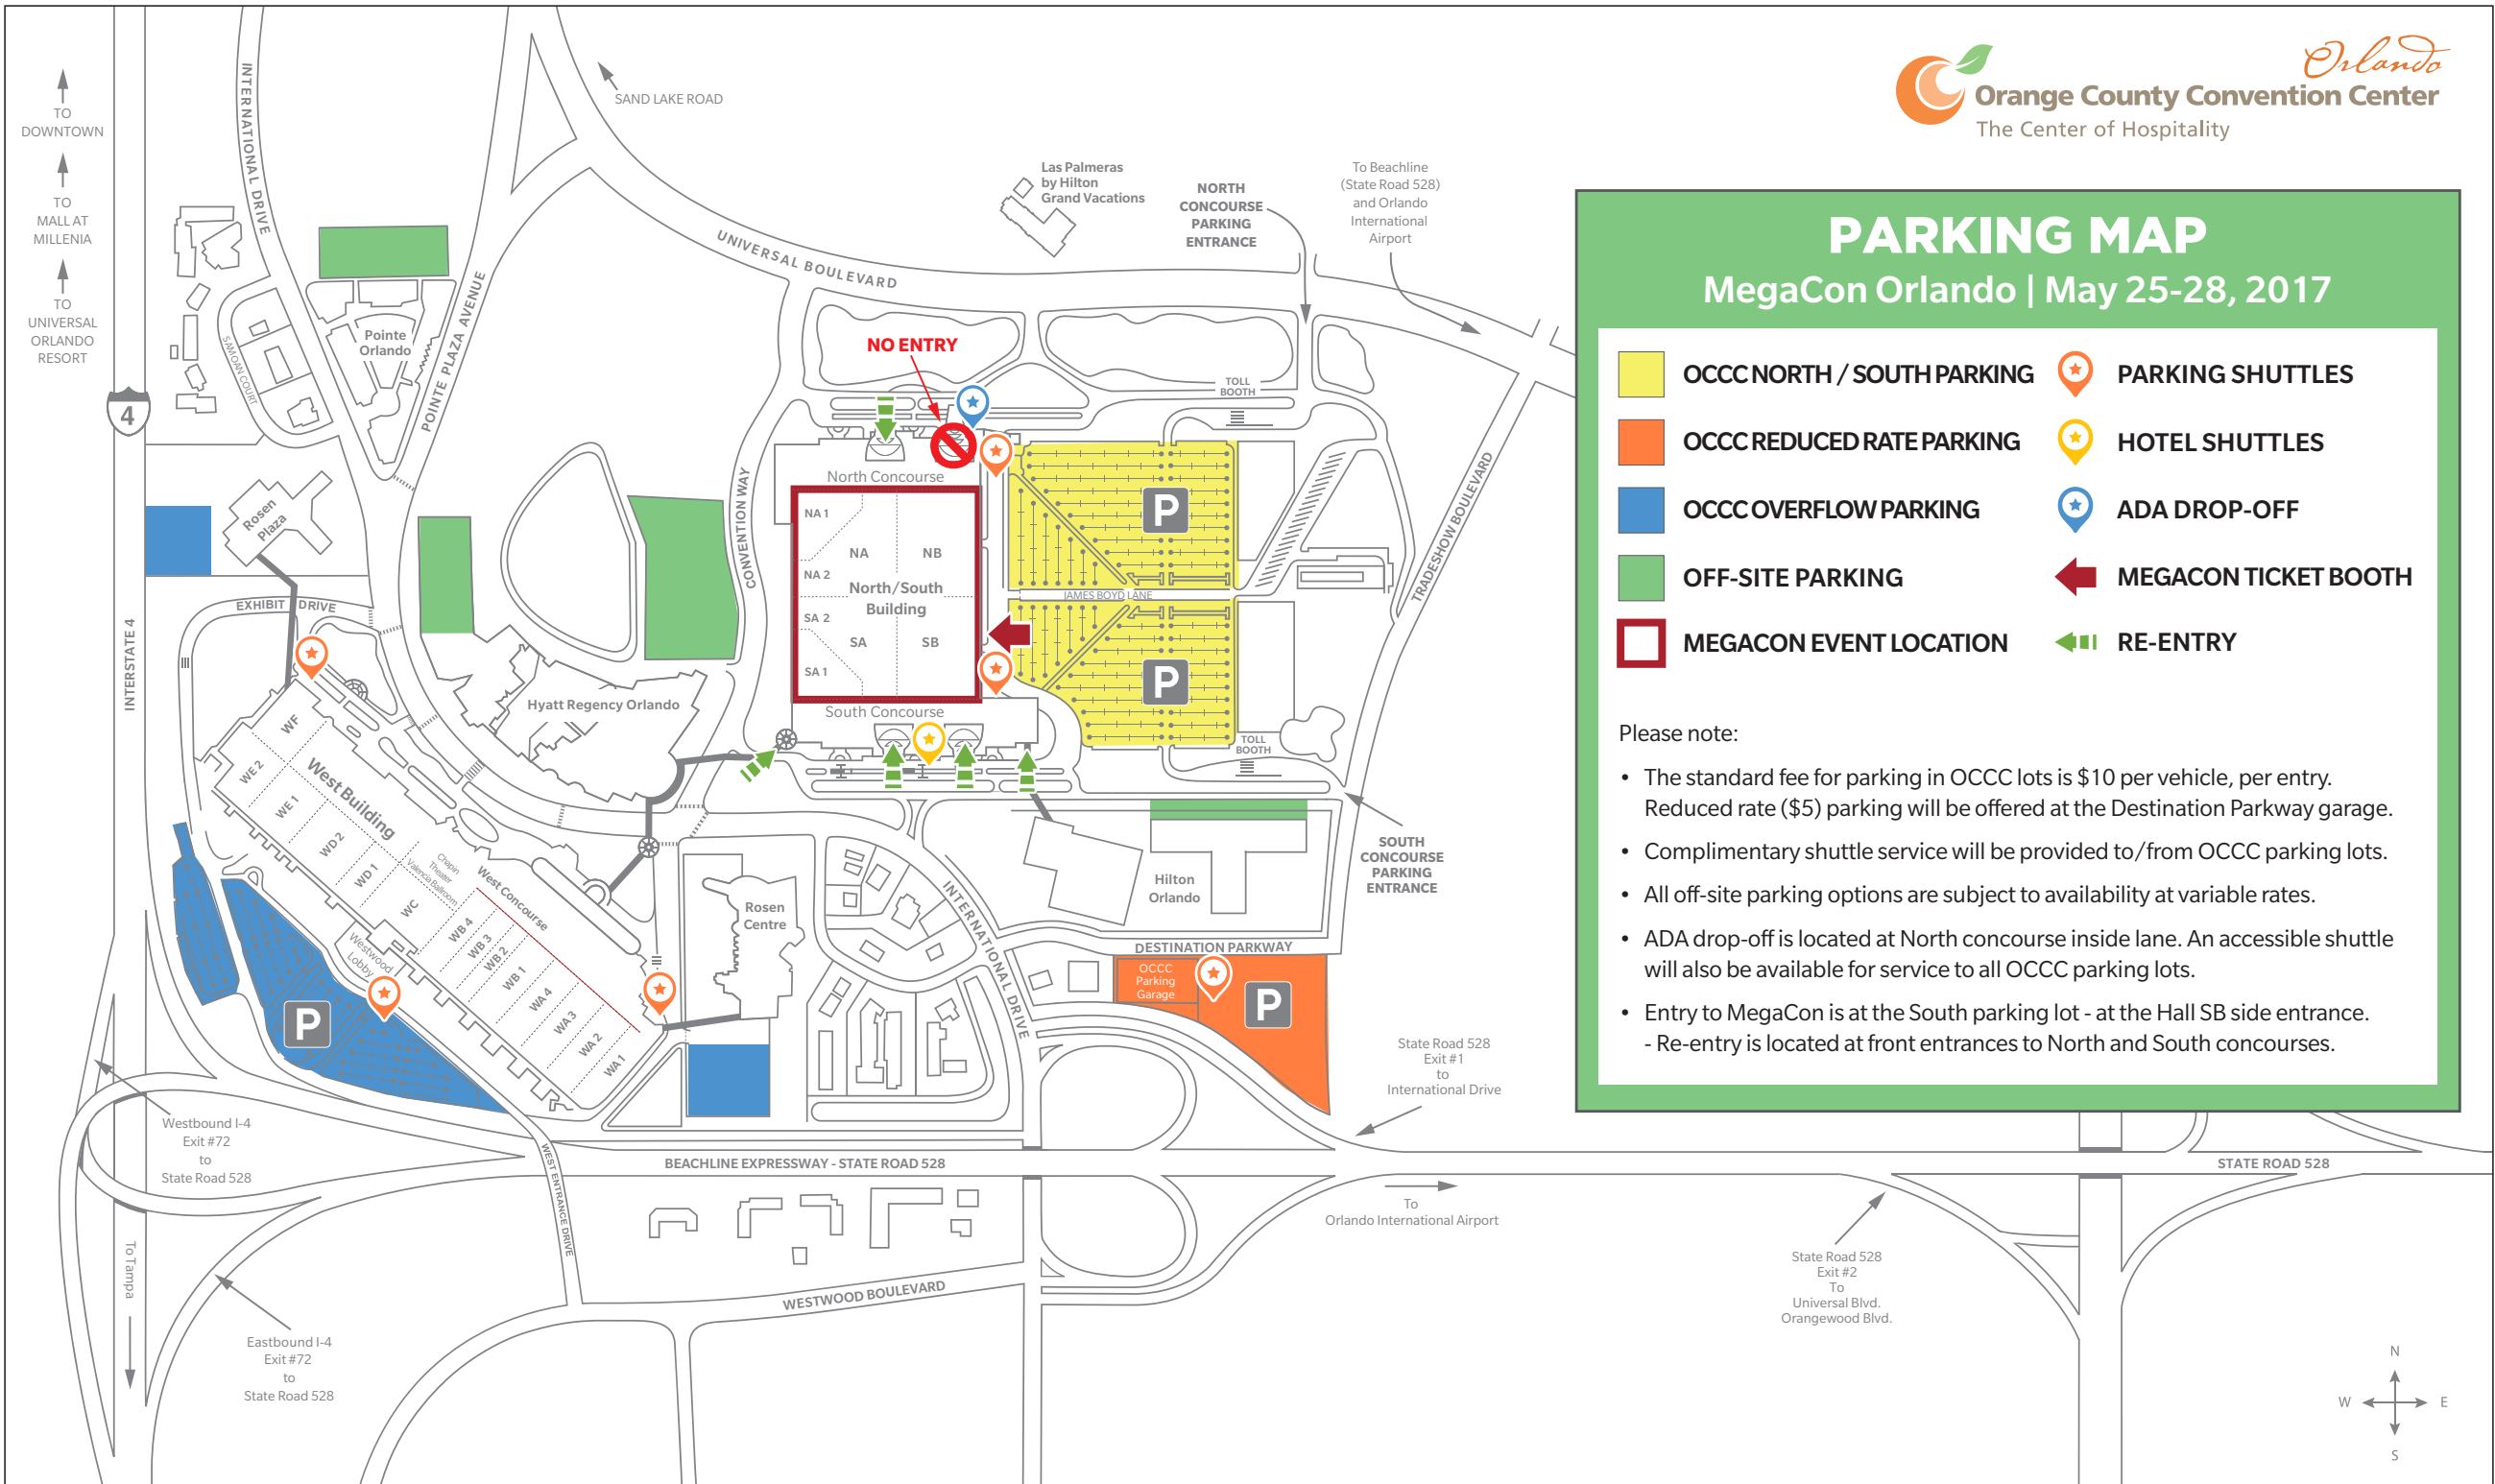 Orlando
Orange County Convention Center
The Center of Hospitality
PARKING MAP
MegaCon Orlando | May 25-28, 2017
OCCC NORTH / SOUTH PARKING
OCCC REDUCED RATE PARKING
OCCC OVERFLOW PARKING
OFF-SITE PARKING
MEGACON EVENT LOCATION
PARKING SHUTTLES
HOTEL SHUTTLES
ADA DROP-OFF
MEGACON TICKET BOOTH
RE-ENTRY
Please note:
• The standard fee for parking in OCCC lots is $10 per vehicle, per entry.
Reduced rate ($5) parking will be offered at the Destination Parkway garage.
• Complimentary shuttle service will be provided to/from OCCC parking lots.
• All off-site parking options are subject to availability at variable rates.
• ADA drop-off is located at North concourse inside lane. An accessible shuttle
will also be available for service to all OCCC parking lots.
• Entry to MegaCon is at the South parking lot - at the Hall SB side entrance.
- Re-entry is located at front entrances to North and South concourses.
TO
DOWNTOWN
TO
MALL AT
MILLENIA
TO
UNIVERSAL
ORLANDO
RESORT
4
INTERSTATE 4
INTERNATIONAL DRIVE
SAND LAKE ROAD
UNIVERSAL BOULEVARD
Las Palmeras
by Hilton
Grand Vacations
NORTH
CONCOURSE
PARKING
ENTRANCE
To Beachline
(State Road 528)
and Orlando
International
Airport
SAMOAN COURT
Pointe
Orlando
POINTE PLAZA AVENUE
NO ENTRY
TOLL
BOOTH
CONVENTION WAY
TRADESHOW BOULEVARD
North Concourse
NA 1
NA
NB
NA 2
North/South
Building
SA 2
SA
SB
SA 1
South Concourse
P
JAMES BOYD LANE
P
TOLL
BOOTH
Rosen
Plaza
EXHIBIT DRIVE
Hyatt Regency Orlando
WF
WE 2
WE 1
WD 2
WD 1
WC
West Building
Chapin
Theater
Valencia Ballroom
West Concourse
WB 4
WB 3
WB 2
WB 1
WA 4
WA 3
WA 2
WA 1
Westwood
Lobby
P
Rosen
Centre
INTERNATIONAL DRIVE
Hilton
Orlando
SOUTH
CONCOURSE
PARKING
ENTRANCE
DESTINATION PARKWAY
OCCC
Parking
Garage
P
State Road 528
Exit #1
to
International Drive
Westbound I-4
Exit #72
to
State Road 528
To Tampa
Eastbound I-4
Exit #72
to
State Road 528
WEST ENTRANCE DRIVE
BEACHLINE EXPRESSWAY - STATE ROAD 528
STATE ROAD 528
To
Orlando International Airport
WESTWOOD BOULEVARD
State Road 528
Exit #2
To
Universal Blvd.
Orangewood Blvd.
N
W
E
S